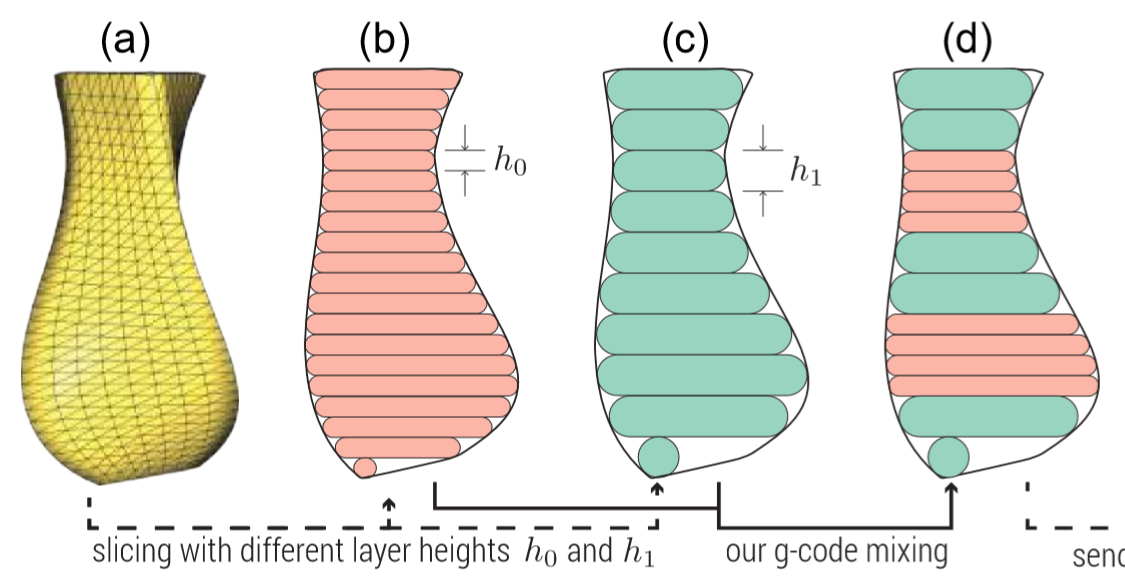 (a) (b) (c) (d)
h₀
h₁
slicing with different layer heights h₀ and h₁ our g-code mixing